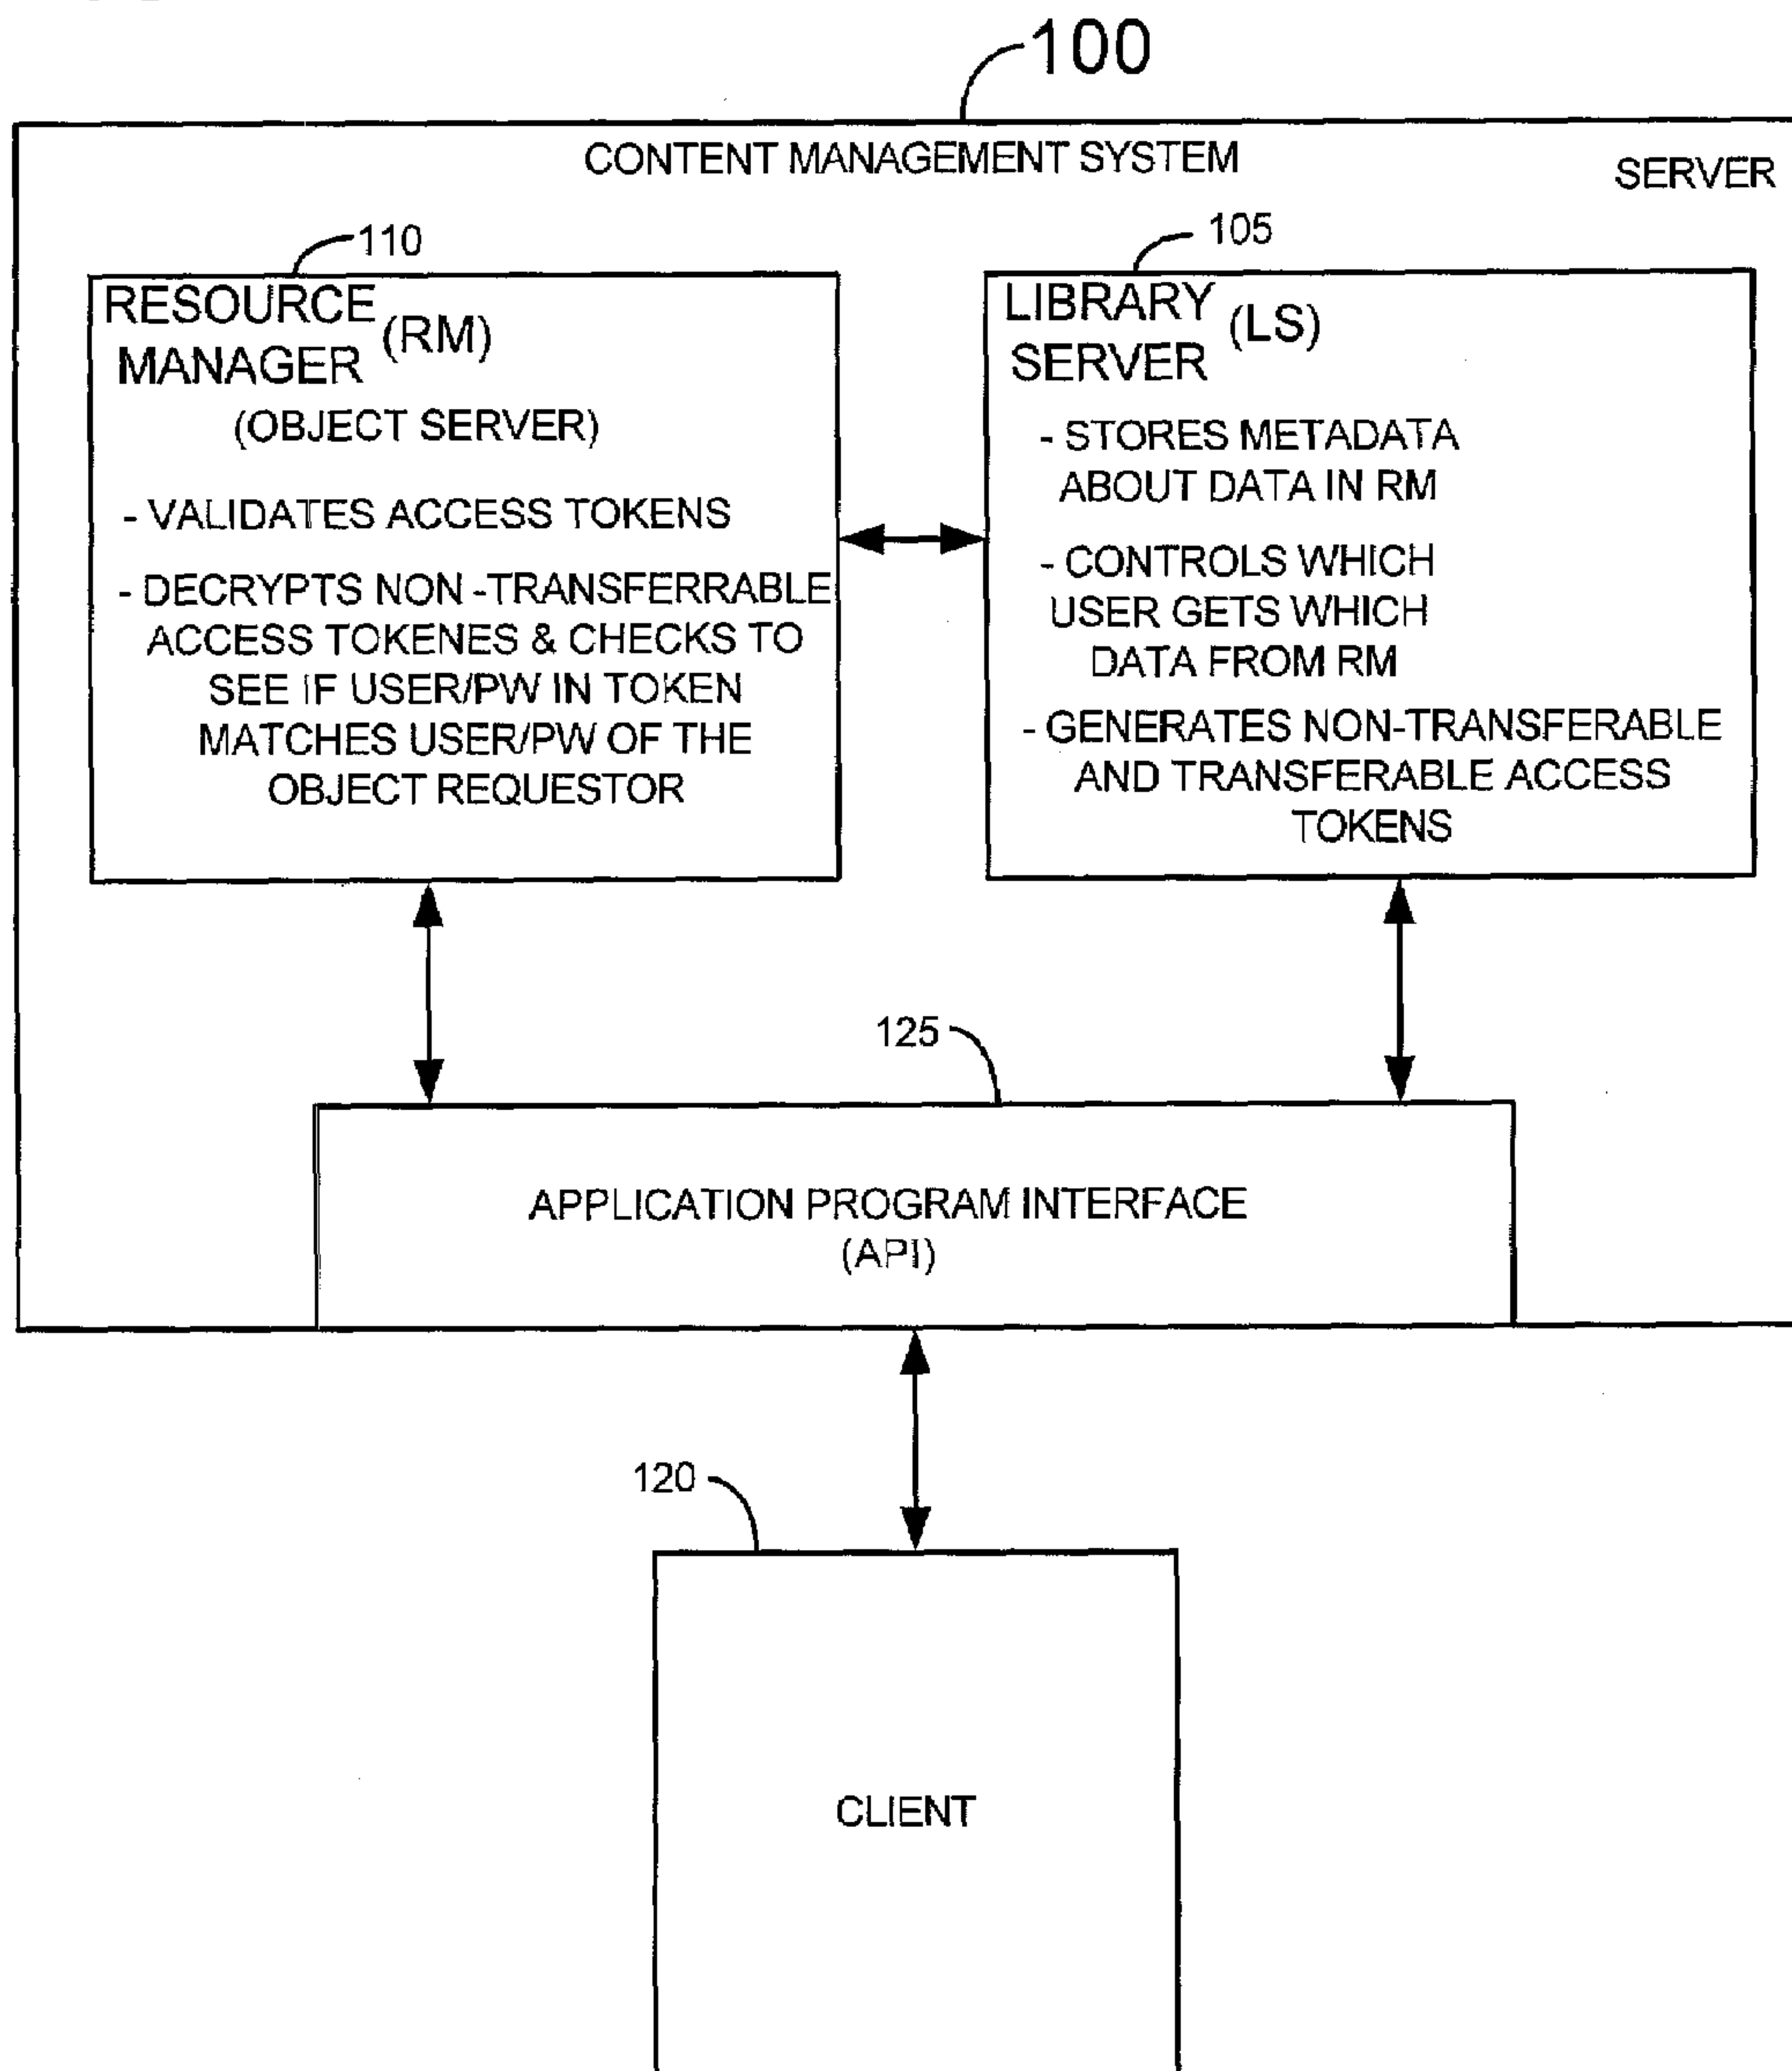 100
CONTENT MANAGEMENT SYSTEM
SERVER
110
RESOURCE
MANAGER (RM)
(OBJECT SERVER)
- VALIDATES ACCESS TOKENS
- DECRYPTS NON -TRANSFERRABLE
ACCESS TOKENES & CHECKS TO
SEE IF USER/PW IN TOKEN
MATCHES USER/PW OF THE
OBJECT REQUESTOR
105
LIBRARY
SERVER (LS)
- STORES METADATA
ABOUT DATA IN RM
- CONTROLS WHICH
USER GETS WHICH
DATA FROM RM
- GENERATES NON-TRANSFERABLE
AND TRANSFERABLE ACCESS
TOKENS
125
APPLICATION PROGRAM INTERFACE
(API)
120
CLIENT